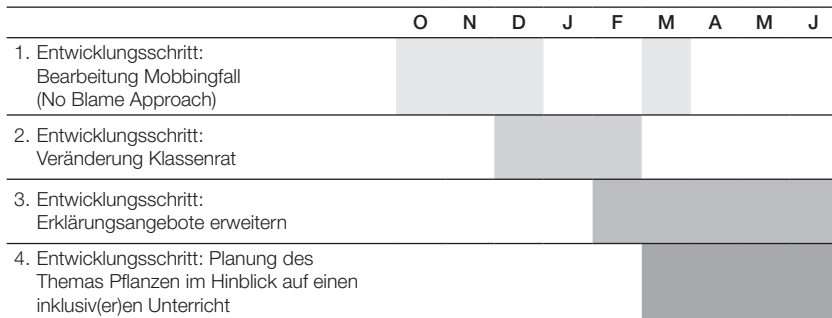 O N D J F M A M J
1. Entwicklungsschritt:
Bearbeitung Mobbingfall
(No Blame Approach)
2. Entwicklungsschritt:
Veränderung Klassenrat
3. Entwicklungsschritt:
Erklärungsangebote erweitern
4. Entwicklungsschritt: Planung des
Themas Pflanzen im Hinblick auf einen
inklusiv(er)en Unterricht